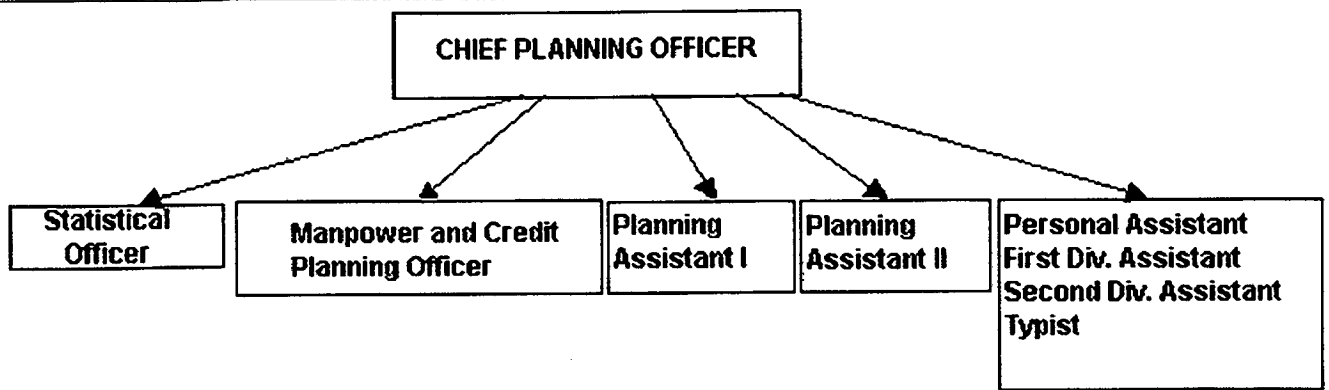 CHIEF PLANNING OFFICER
Statistical
Officer
Manpower and Credit
Planning Officer
Planning
Assistant I
Planning
Assistant II
Personal Assistant
First Div. Assistant
Second Div. Assistant
Typist